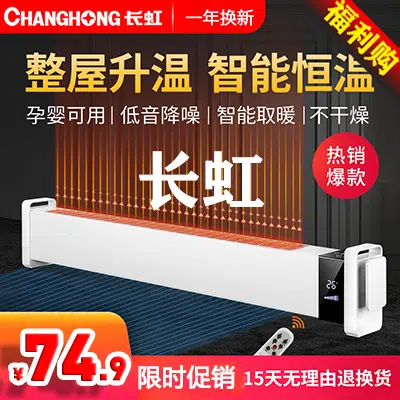 CHANGHONG 长虹 | 一年换新
福利购
整屋升温 智能恒温
孕婴可用 | 低音降噪 | 智能取暖 | 不干燥
热销
爆款
长虹
26°
¥74.9
限时促销
15天无理由退换货